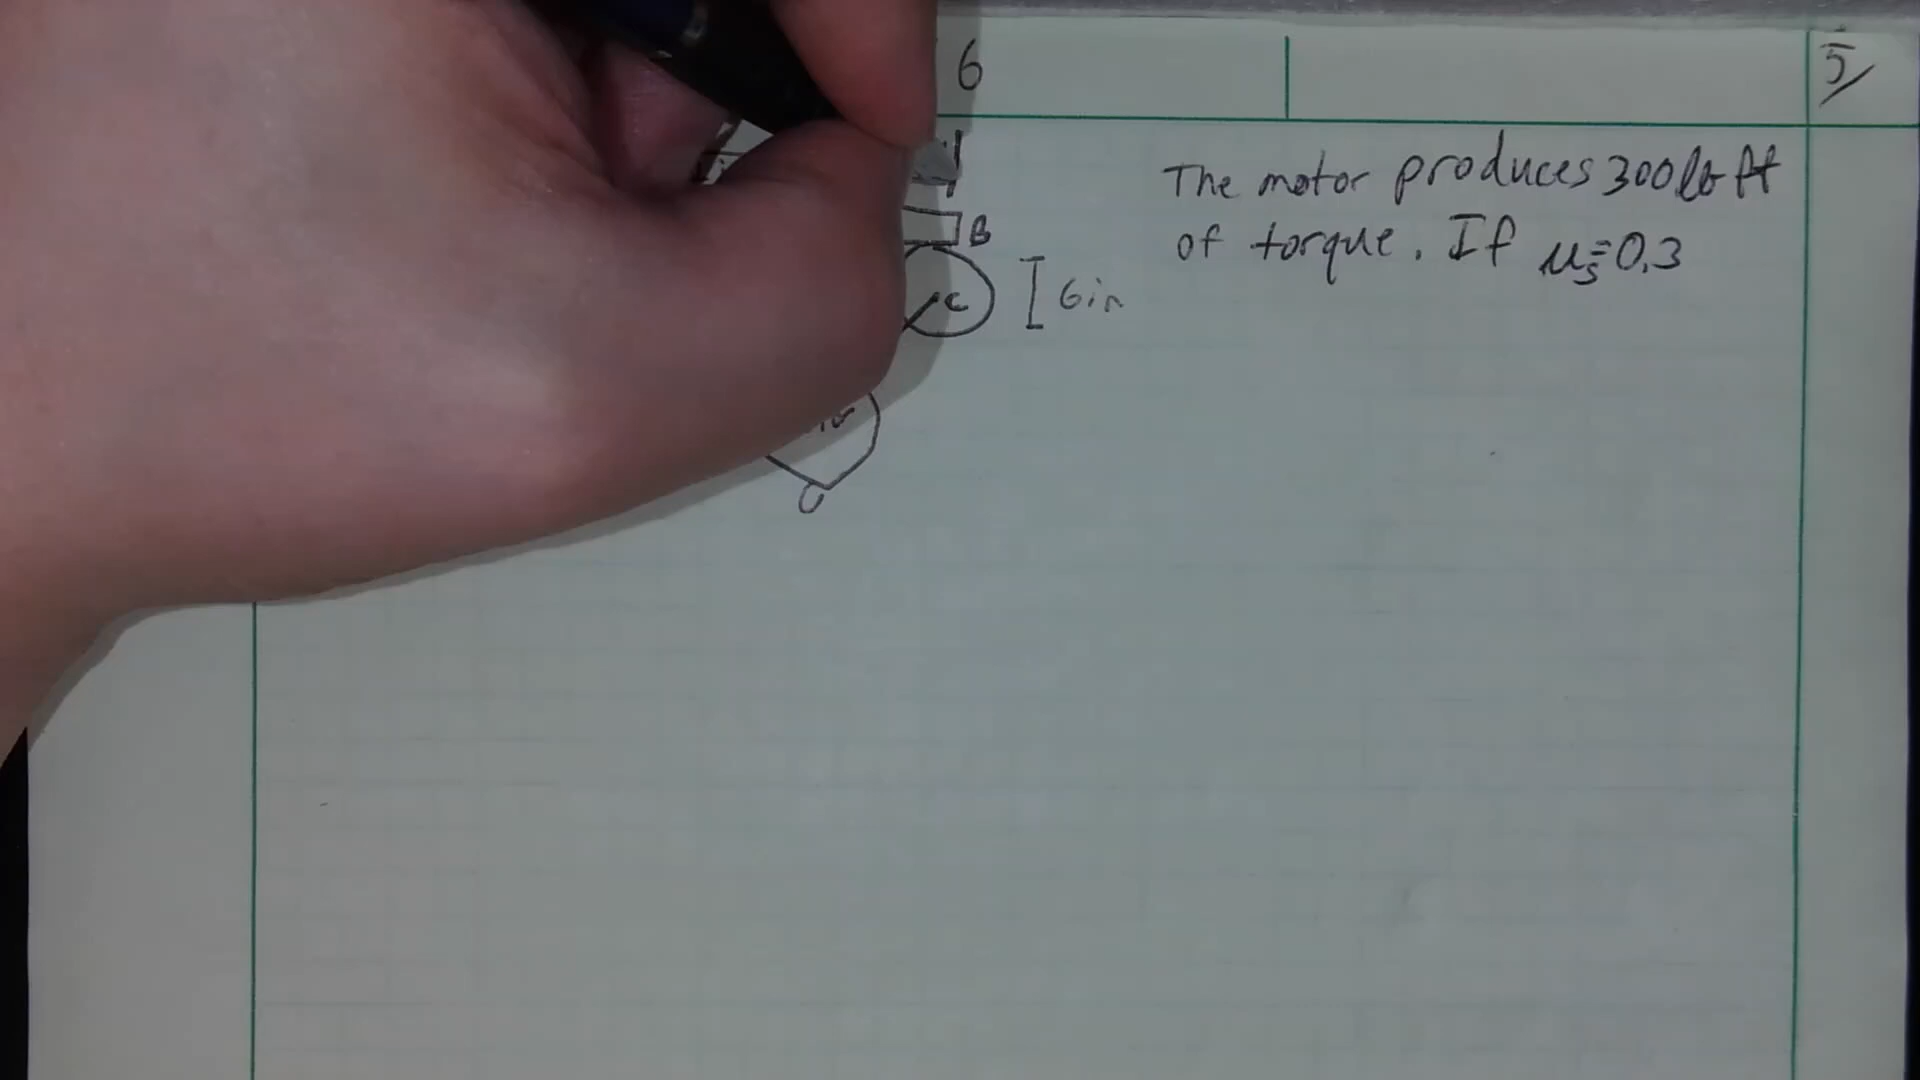 6
5/
The motor produces 300 lb ft
of torque. If μs=0.3
B
C
6in